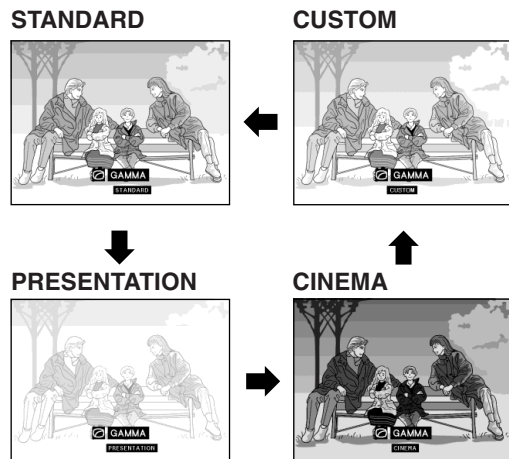 STANDARD
CUSTOM
GAMMA
STANDARD
GAMMA
CUSTOM
PRESENTATION
CINEMA
GAMMA
PRESENTATION
GAMMA
CINEMA